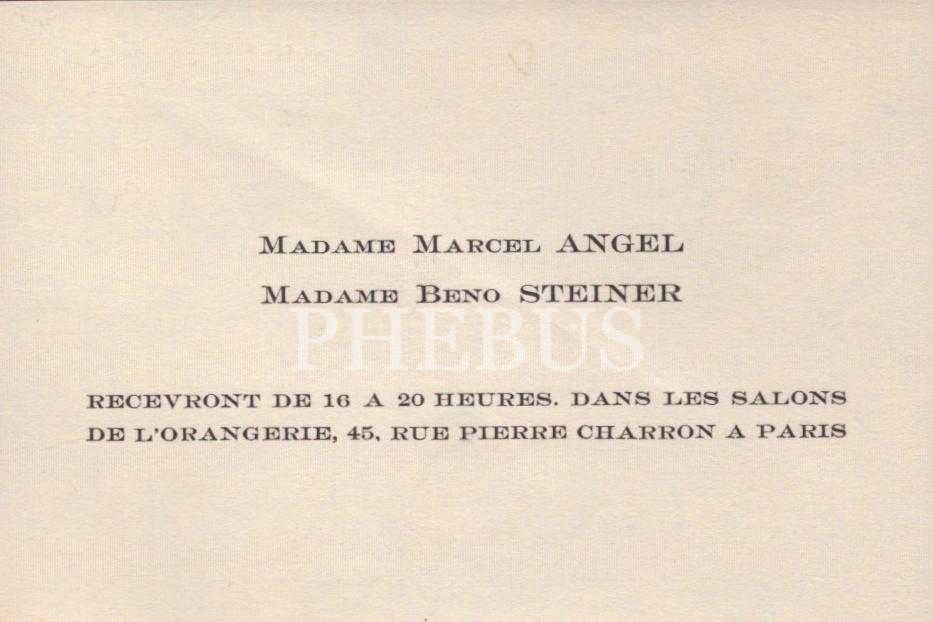 MADAME MARCEL ANGEL
MADAME BENO STEINER
PHEBUS
RECEVRONT DE 16 A 20 HEURES. DANS LES SALONS
DE L'ORANGERIE, 45, RUE PIERRE CHARRON A PARIS